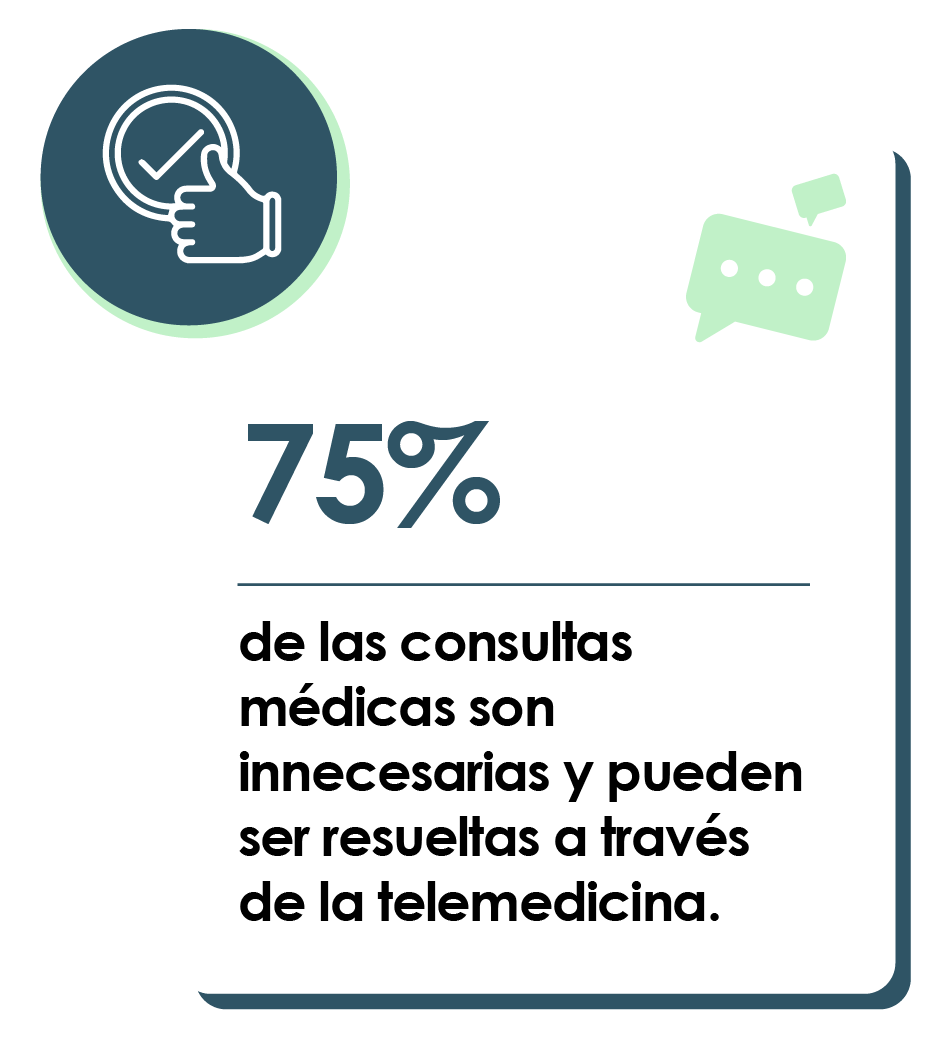 75%
de las consultas
médicas son
innecesarias y pueden
ser resueltas a través
de la telemedicina.